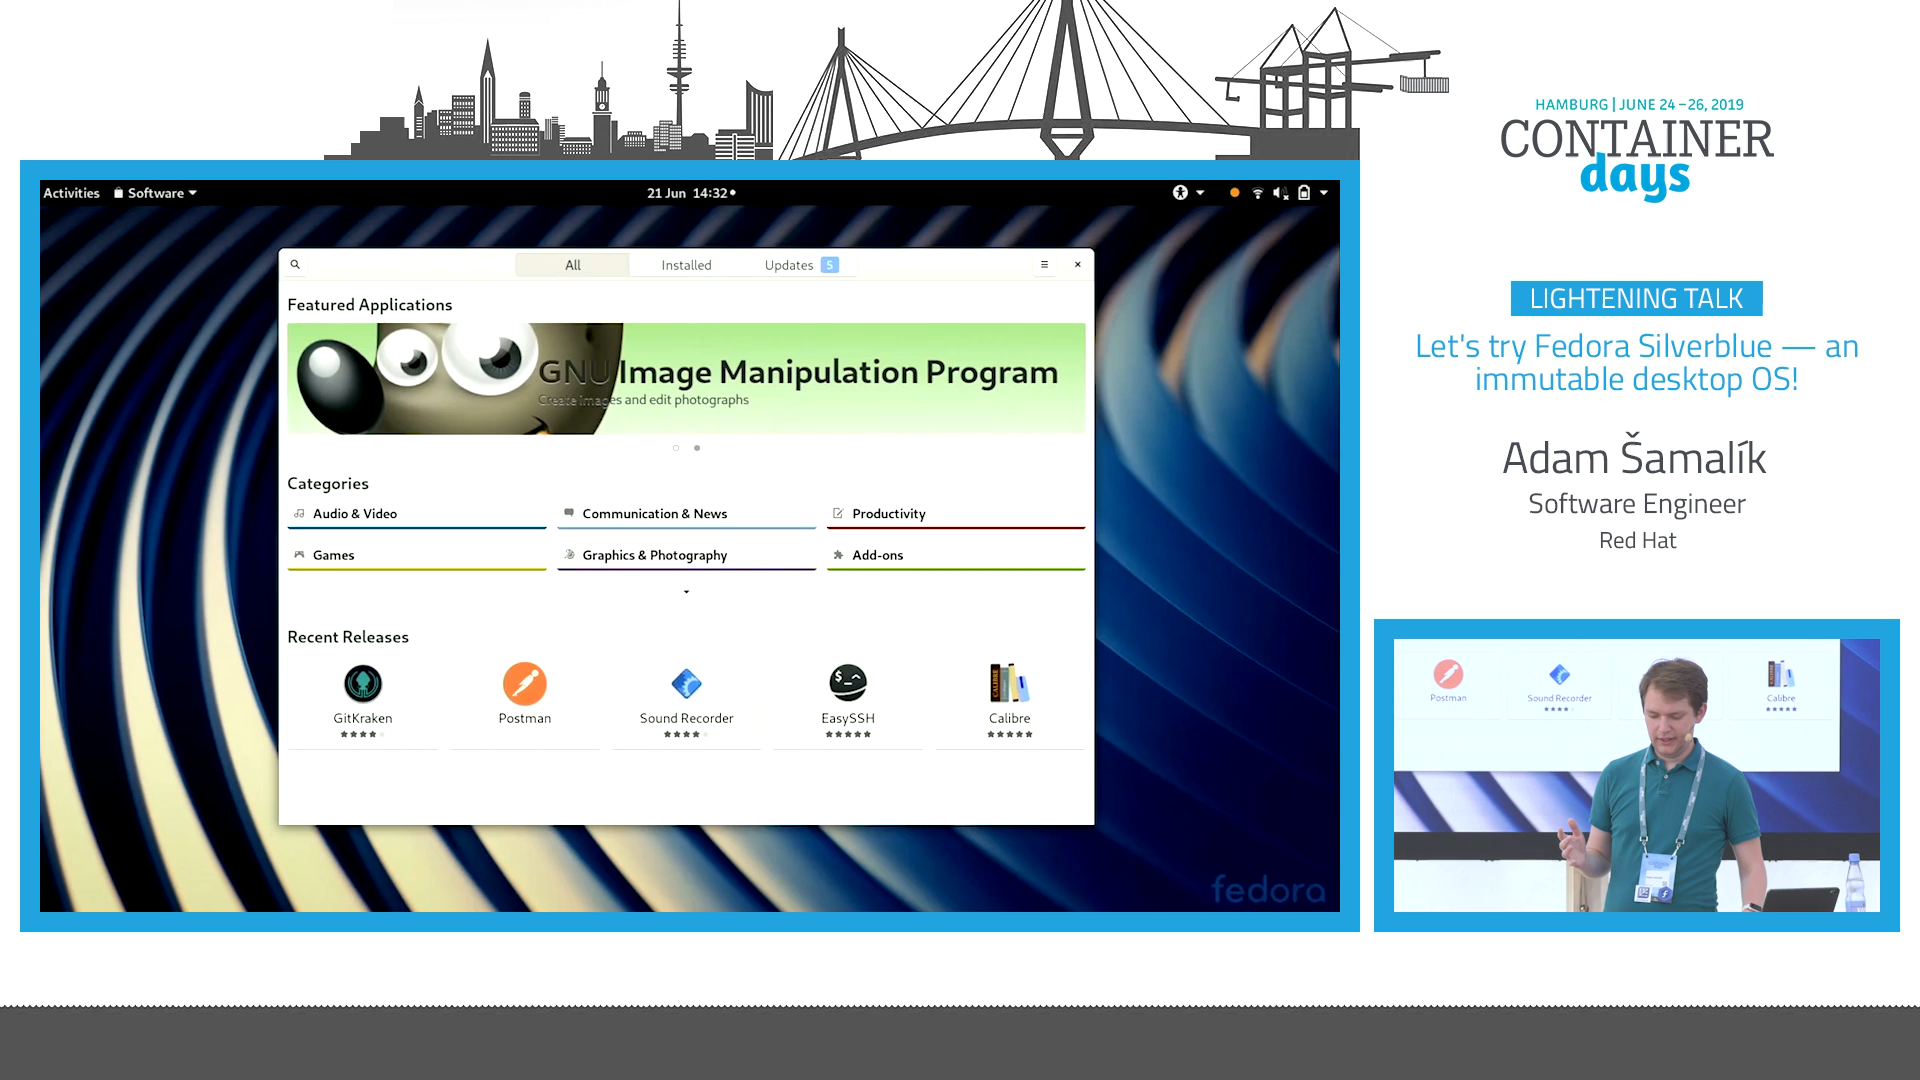 HAMBURG | JUNE 24 – 26, 2019
CONTAINER
days
LIGHTENING TALK
Let's try Fedora Silverblue — an
immutable desktop OS!
Adam Šamalík
Software Engineer
Red Hat
Activities Software 21 Jun 14:32
All Installed Updates 5
Featured Applications
GNU Image Manipulation Program
Create images and edit photographs
Categories
Audio & Video Communication & News Productivity
Games Graphics & Photography Add-ons
Recent Releases
CALIBRE
GitKraken Postman Sound Recorder EasySSH Calibre
fedora
Postman Sound Recorder Calibre